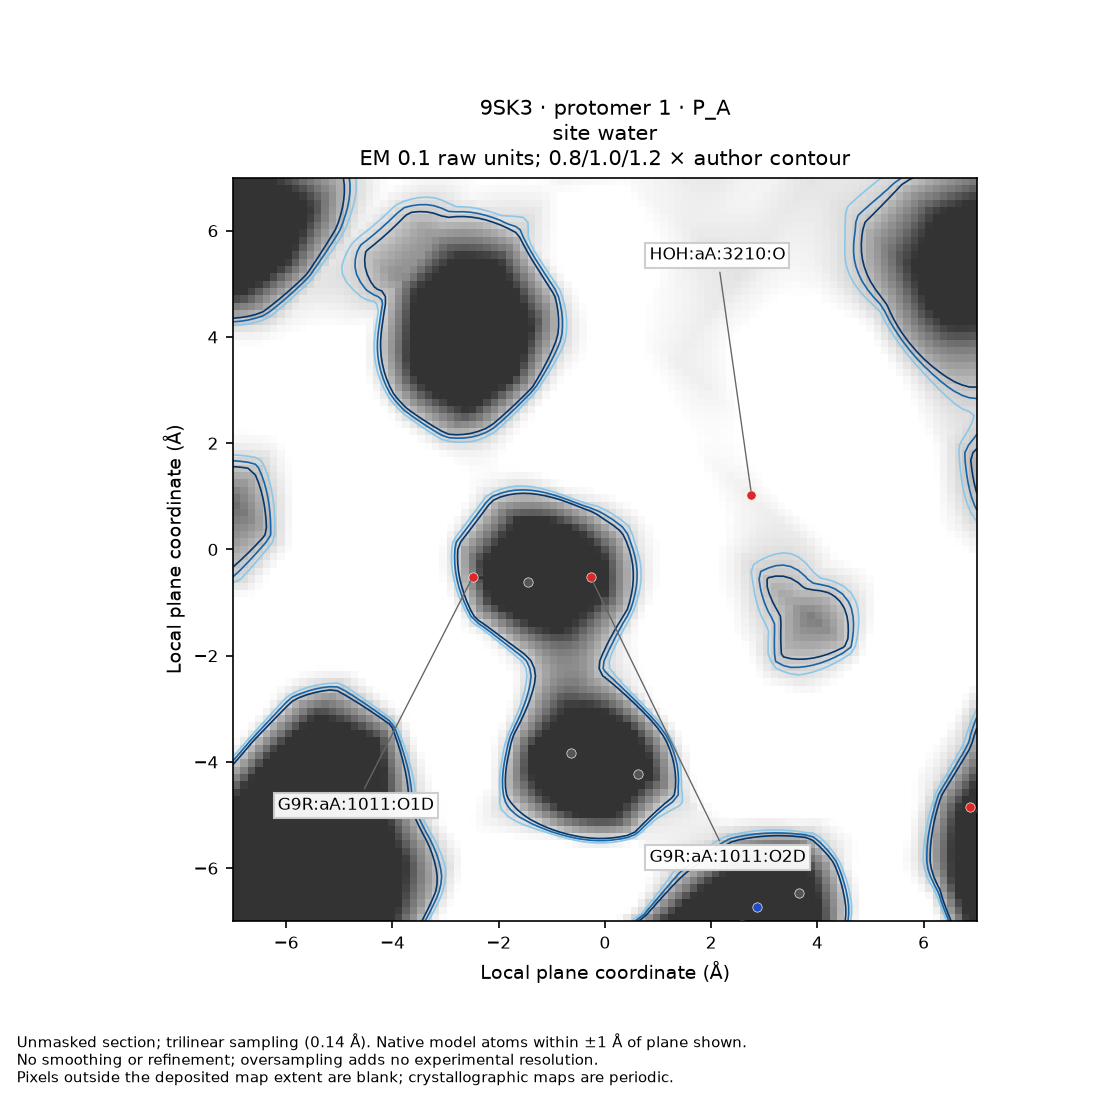 9SK3 · protomer 1 · P_A
site water
EM 0.1 raw units; 0.8/1.0/1.2 × author contour
6
4
2
0
−2
−4
−6
Local plane coordinate (Å)
HOH:aA:3210:O
G9R:aA:1011:O1D
G9R:aA:1011:O2D
−6
−4
−2
0
2
4
6
Local plane coordinate (Å)
Unmasked section; trilinear sampling (0.14 Å). Native model atoms within ±1 Å of plane shown.
No smoothing or refinement; oversampling adds no experimental resolution.
Pixels outside the deposited map extent are blank; crystallographic maps are periodic.